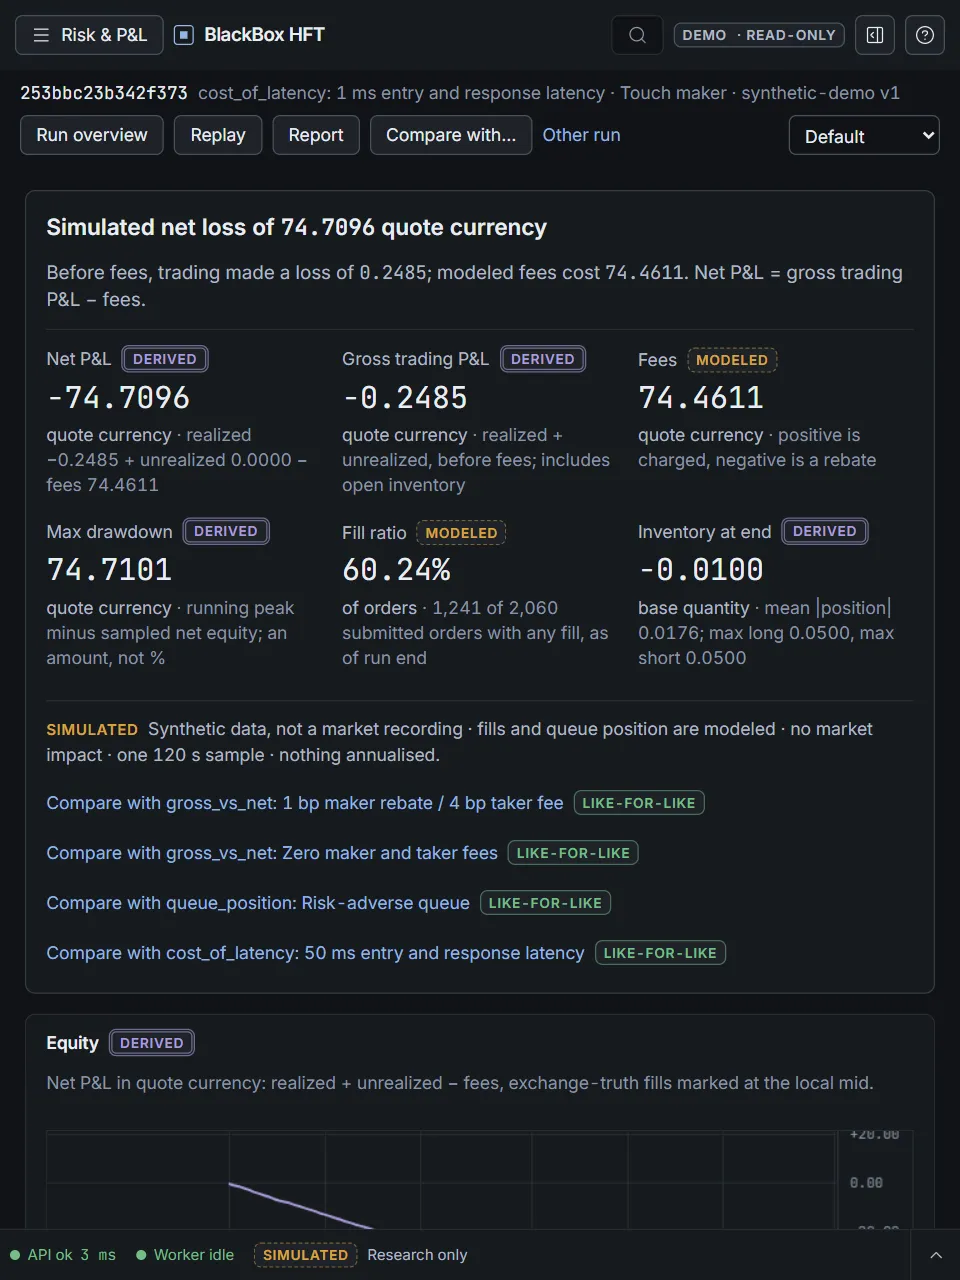 Risk & P&L BlackBox HFT DEMO · READ-ONLY
253bbc23b342f373 cost_of_latency: 1 ms entry and response latency · Touch maker · synthetic-demo v1
Run overview Replay Report Compare with... Other run Default
Simulated net loss of 74.7096 quote currency
Before fees, trading made a loss of 0.2485; modeled fees cost 74.4611. Net P&L = gross trading
P&L − fees.
Net P&L DERIVED
-74.7096
quote currency · realized
−0.2485 + unrealized 0.0000 −
fees 74.4611
Gross trading P&L DERIVED
-0.2485
quote currency · realized +
unrealized, before fees; includes
open inventory
Fees MODELED
74.4611
quote currency · positive is
charged, negative is a rebate
Max drawdown DERIVED
74.7101
quote currency · running peak
minus sampled net equity; an
amount, not %
Fill ratio MODELED
60.24%
of orders · 1,241 of 2,060
submitted orders with any fill, as
of run end
Inventory at end DERIVED
-0.0100
base quantity · mean |position|
0.0176; max long 0.0500, max
short 0.0500
SIMULATED Synthetic data, not a market recording · fills and queue position are modeled · no market
impact · one 120 s sample · nothing annualised.
Compare with gross_vs_net: 1 bp maker rebate / 4 bp taker fee LIKE-FOR-LIKE
Compare with gross_vs_net: Zero maker and taker fees LIKE-FOR-LIKE
Compare with queue_position: Risk-adverse queue LIKE-FOR-LIKE
Compare with cost_of_latency: 50 ms entry and response latency LIKE-FOR-LIKE
Equity DERIVED
Net P&L in quote currency: realized + unrealized − fees, exchange-truth fills marked at the local mid.
+20.00
0.00
API ok 3 ms Worker idle SIMULATED Research only